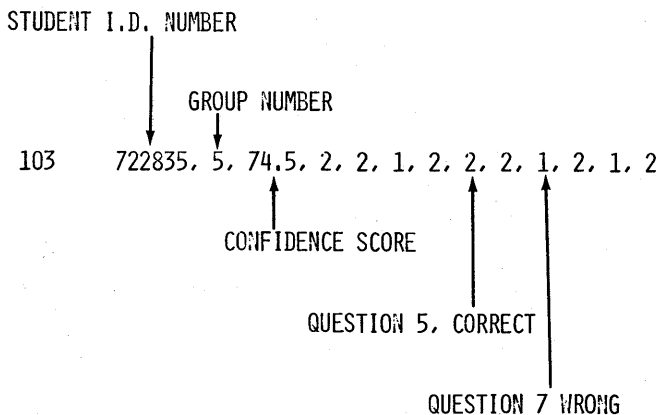 STUDENT I.D. NUMBER
GROUP NUMBER
103 722835, 5, 74.5, 2, 2, 1, 2, 2, 2, 1, 2, 1, 2
CONFIDENCE SCORE
QUESTION 5, CORRECT
QUESTION 7 WRONG